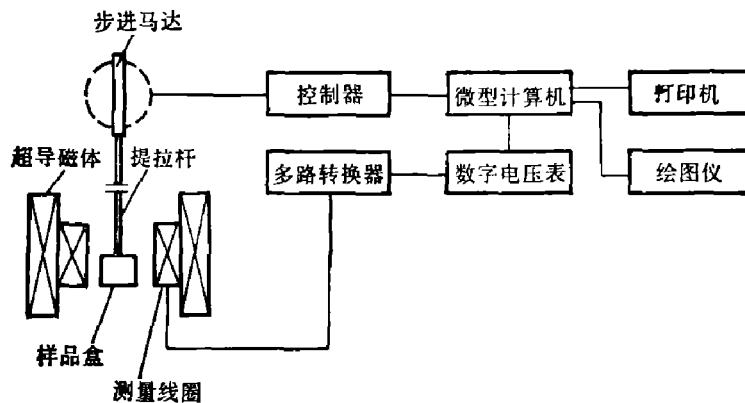 步进马达
控制器
微型计算机
打印机
超导磁体
提拉杆
多路转换器
数字电压表
绘图仪
样品盒
测量线圈